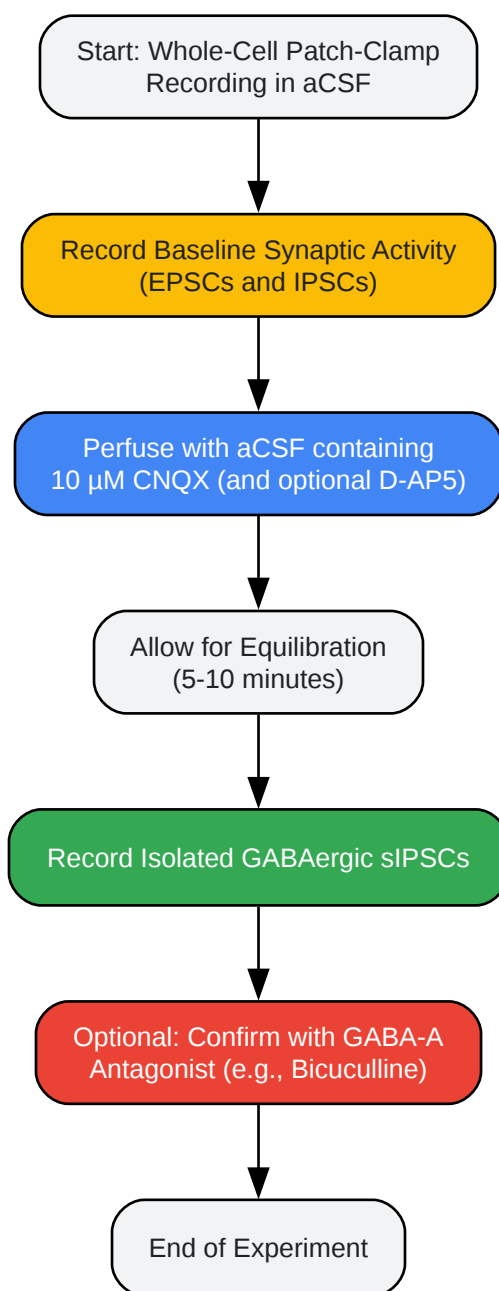 Start: Whole-Cell Patch-Clamp
Recording in aCSF
Record Baseline Synaptic Activity
(EPSCs and IPSCs)
Perfuse with aCSF containing
10 µM CNQX (and optional D-AP5)
Allow for Equilibration
(5-10 minutes)
Record Isolated GABAergic sIPSCs
Optional: Confirm with GABA-A
Antagonist (e.g., Bicuculline)
End of Experiment